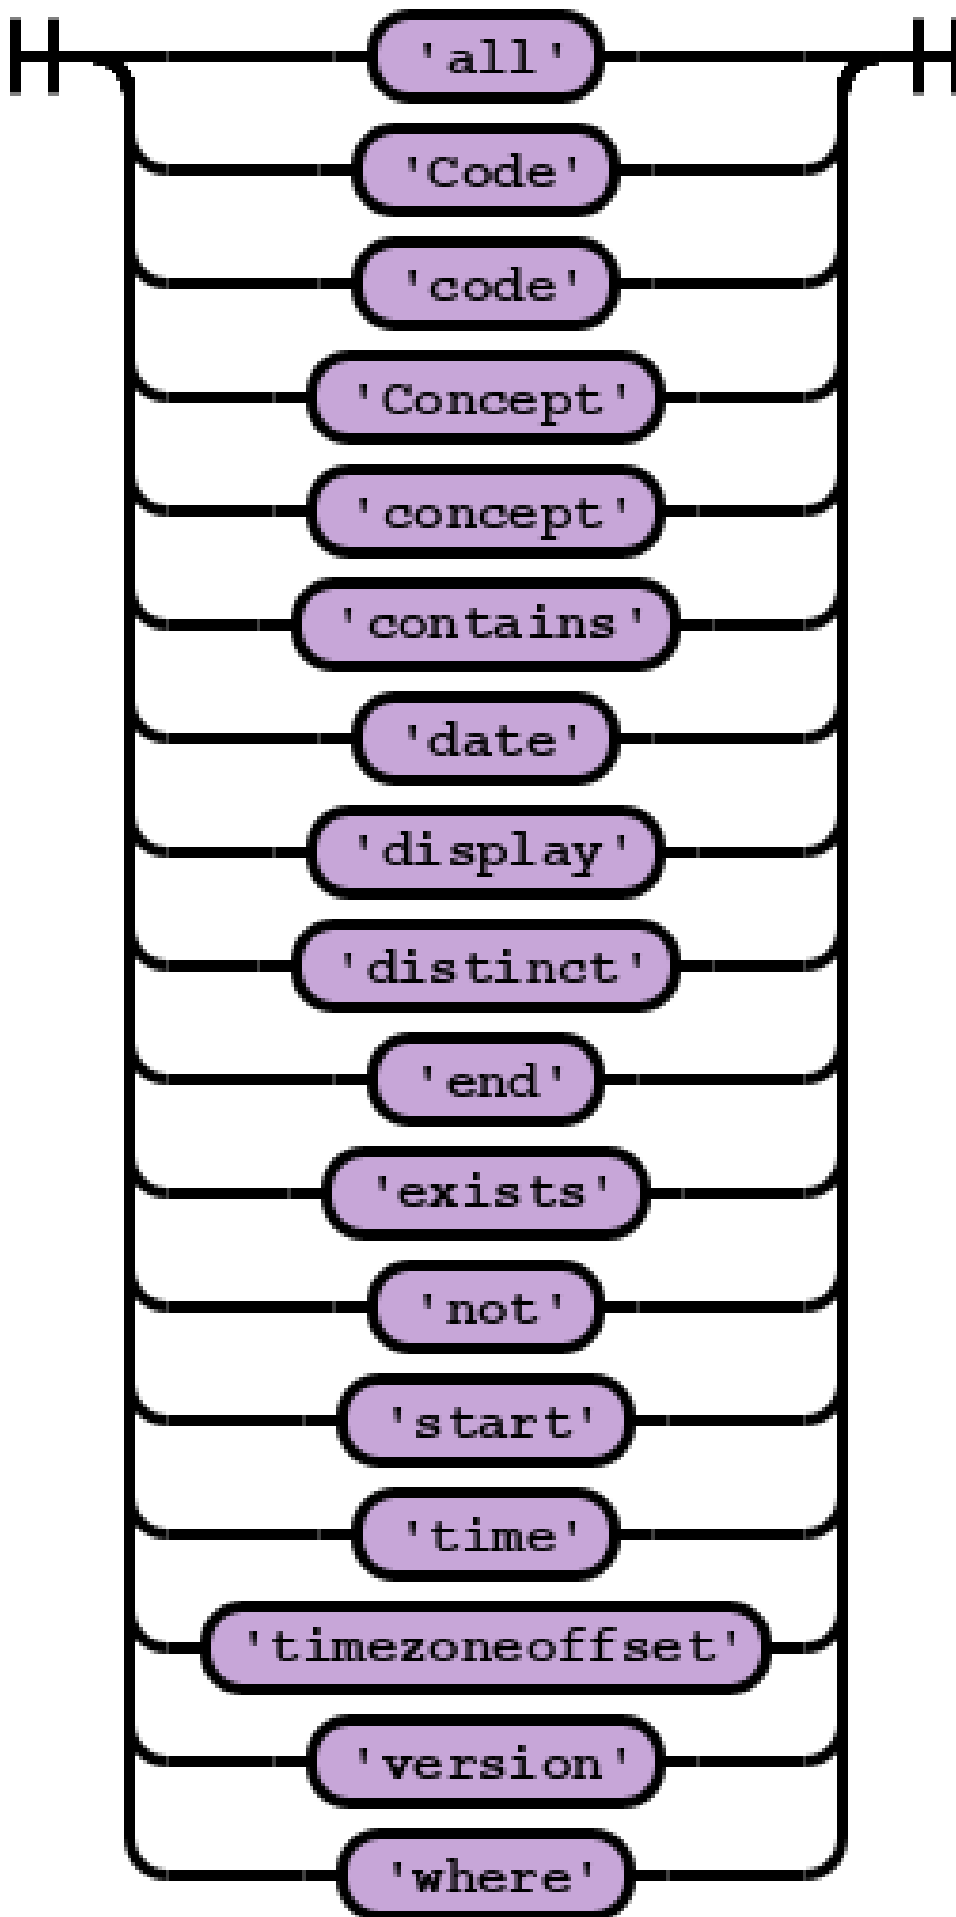 'all'
'Code'
'code'
'Concept'
'concept'
'contains'
'date'
'display'
'distinct'
'end'
'exists'
'not'
'start'
'time'
'timezoneoffset'
'version'
'where'